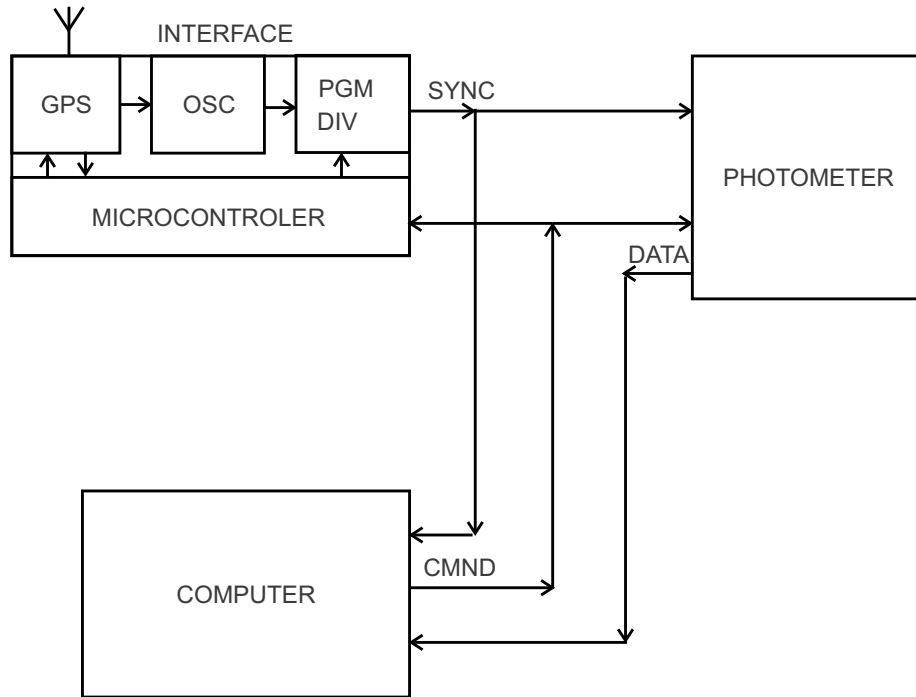 INTERFACE
GPS
OSC
PGM
DIV
SYNC
MICROCONTROLER
PHOTOMETER
DATA
CMND
COMPUTER